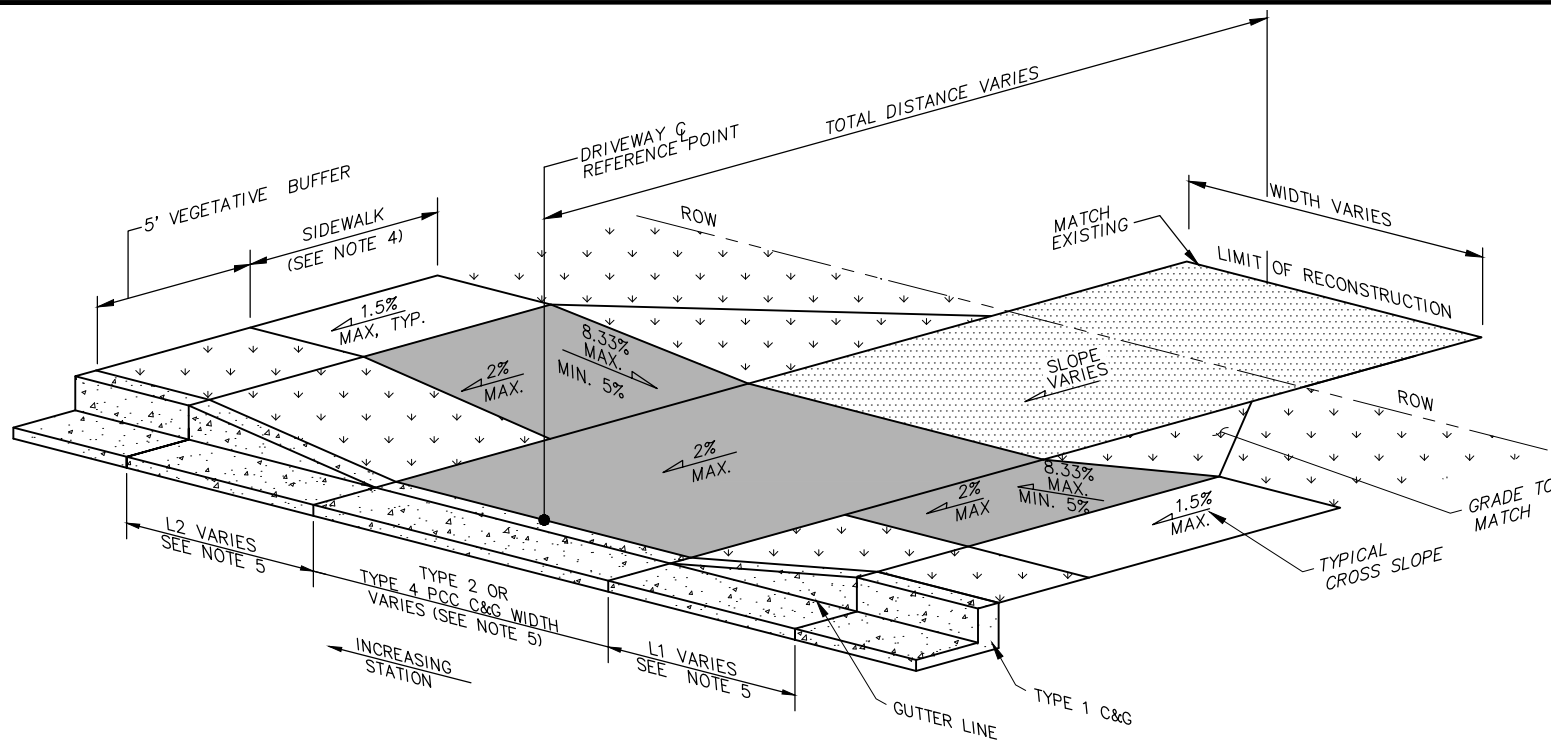 TOTAL DISTANCE VARIES
DRIVEWAY ℄
REFERENCE POINT
5' VEGETATIVE BUFFER
SIDEWALK
(SEE NOTE 4)
ROW
MATCH
EXISTING
WIDTH VARIES
LIMIT OF RECONSTRUCTION
1.5%
MAX, TYP.
8.33%
MAX.
MIN. 5%
2%
MAX.
SLOPE
VARIES
ROW
2%
MAX.
8.33%
MAX.
MIN. 5%
2%
MAX
1.5%
MAX.
GRADE TO
MATCH
TYPICAL
CROSS SLOPE
L2 VARIES
SEE NOTE 5
TYPE 2 OR
TYPE 4 PCC C&G WIDTH
VARIES (SEE NOTE 5)
L1 VARIES
SEE NOTE 5
INCREASING
STATION
GUTTER LINE
TYPE 1 C&G